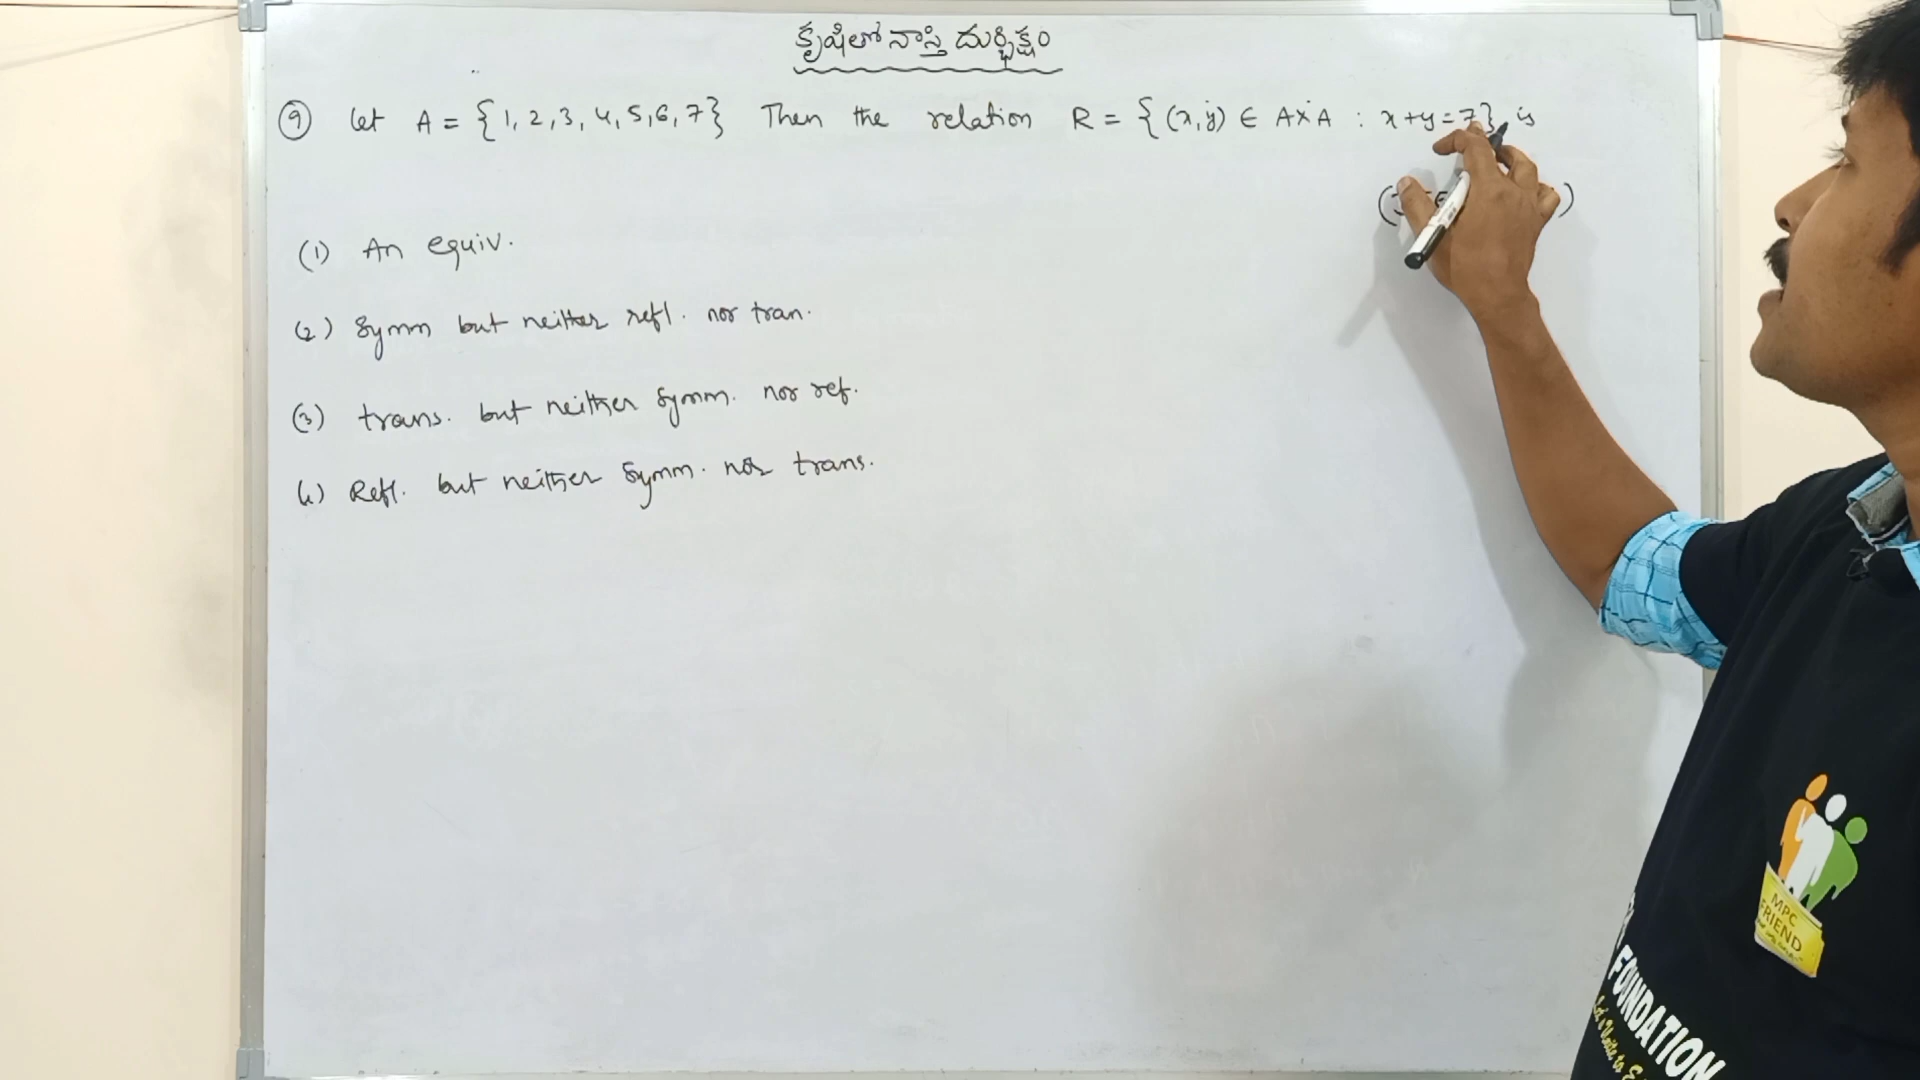 కృషితో నాస్తి దుర్భిక్షం
(9) Let A = {1, 2, 3, 4, 5, 6, 7} Then the relation R = {(x, y) ∈ A×A : x+y=7} is
(1) An equiv.
(2) Symm but neither refl. nor tran.
(3) trans. but neither Symm. nor ref.
(4) Refl. but neither Symm. nor trans.
MPC
FRIEND
FOUNDATION